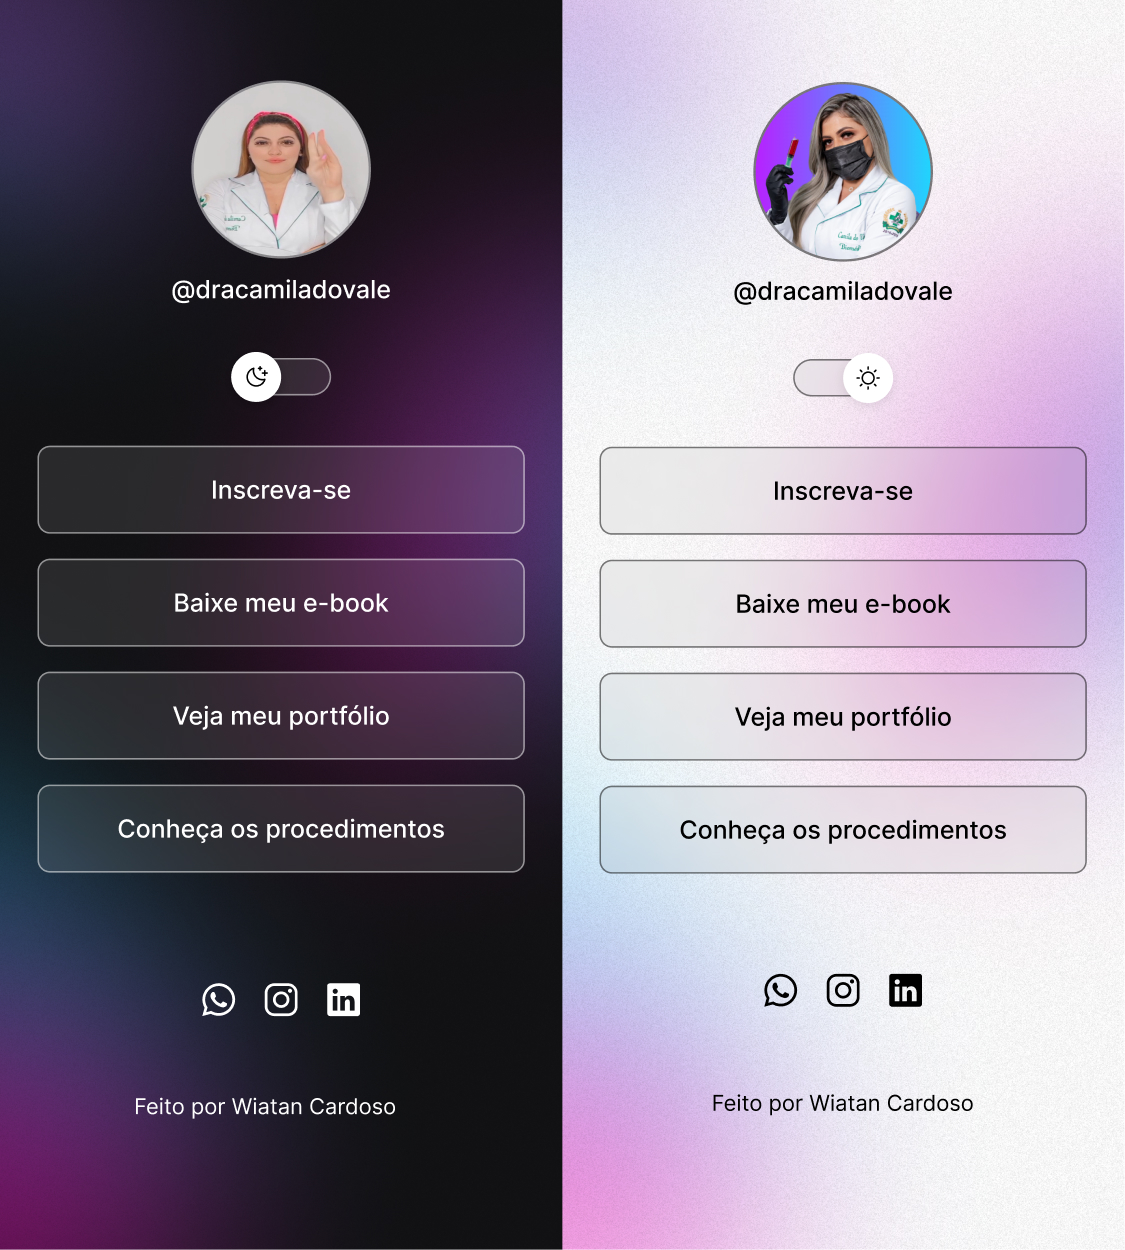 @dracamiladovale
Inscreva-se
Baixe meu e-book
Veja meu portfólio
Conheça os procedimentos
Feito por Wiatan Cardoso
@dracamiladovale
Inscreva-se
Baixe meu e-book
Veja meu portfólio
Conheça os procedimentos
Feito por Wiatan Cardoso